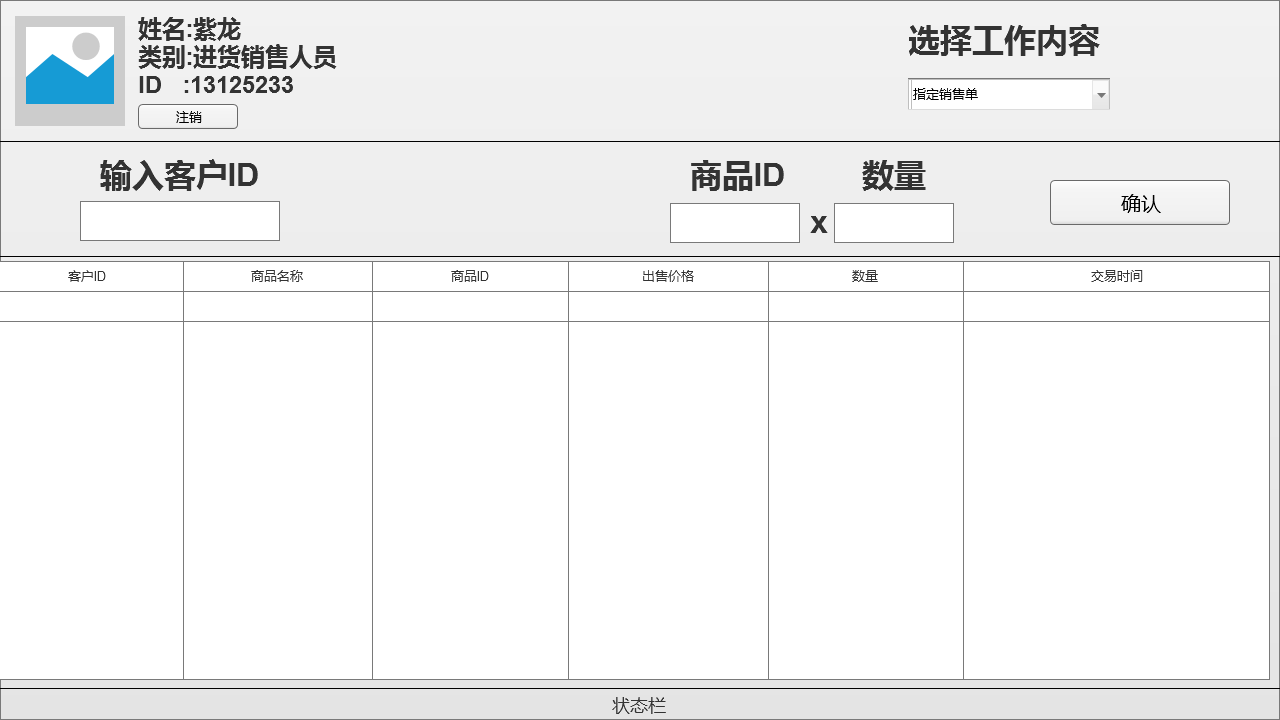 姓名:紫龙
类别:进货销售人员
ID :13125233
注销
选择工作内容
指定销售单
输入客户ID
商品ID
数量
x
确认
客户ID 商品名称 商品ID 出售价格 数量 交易时间
状态栏